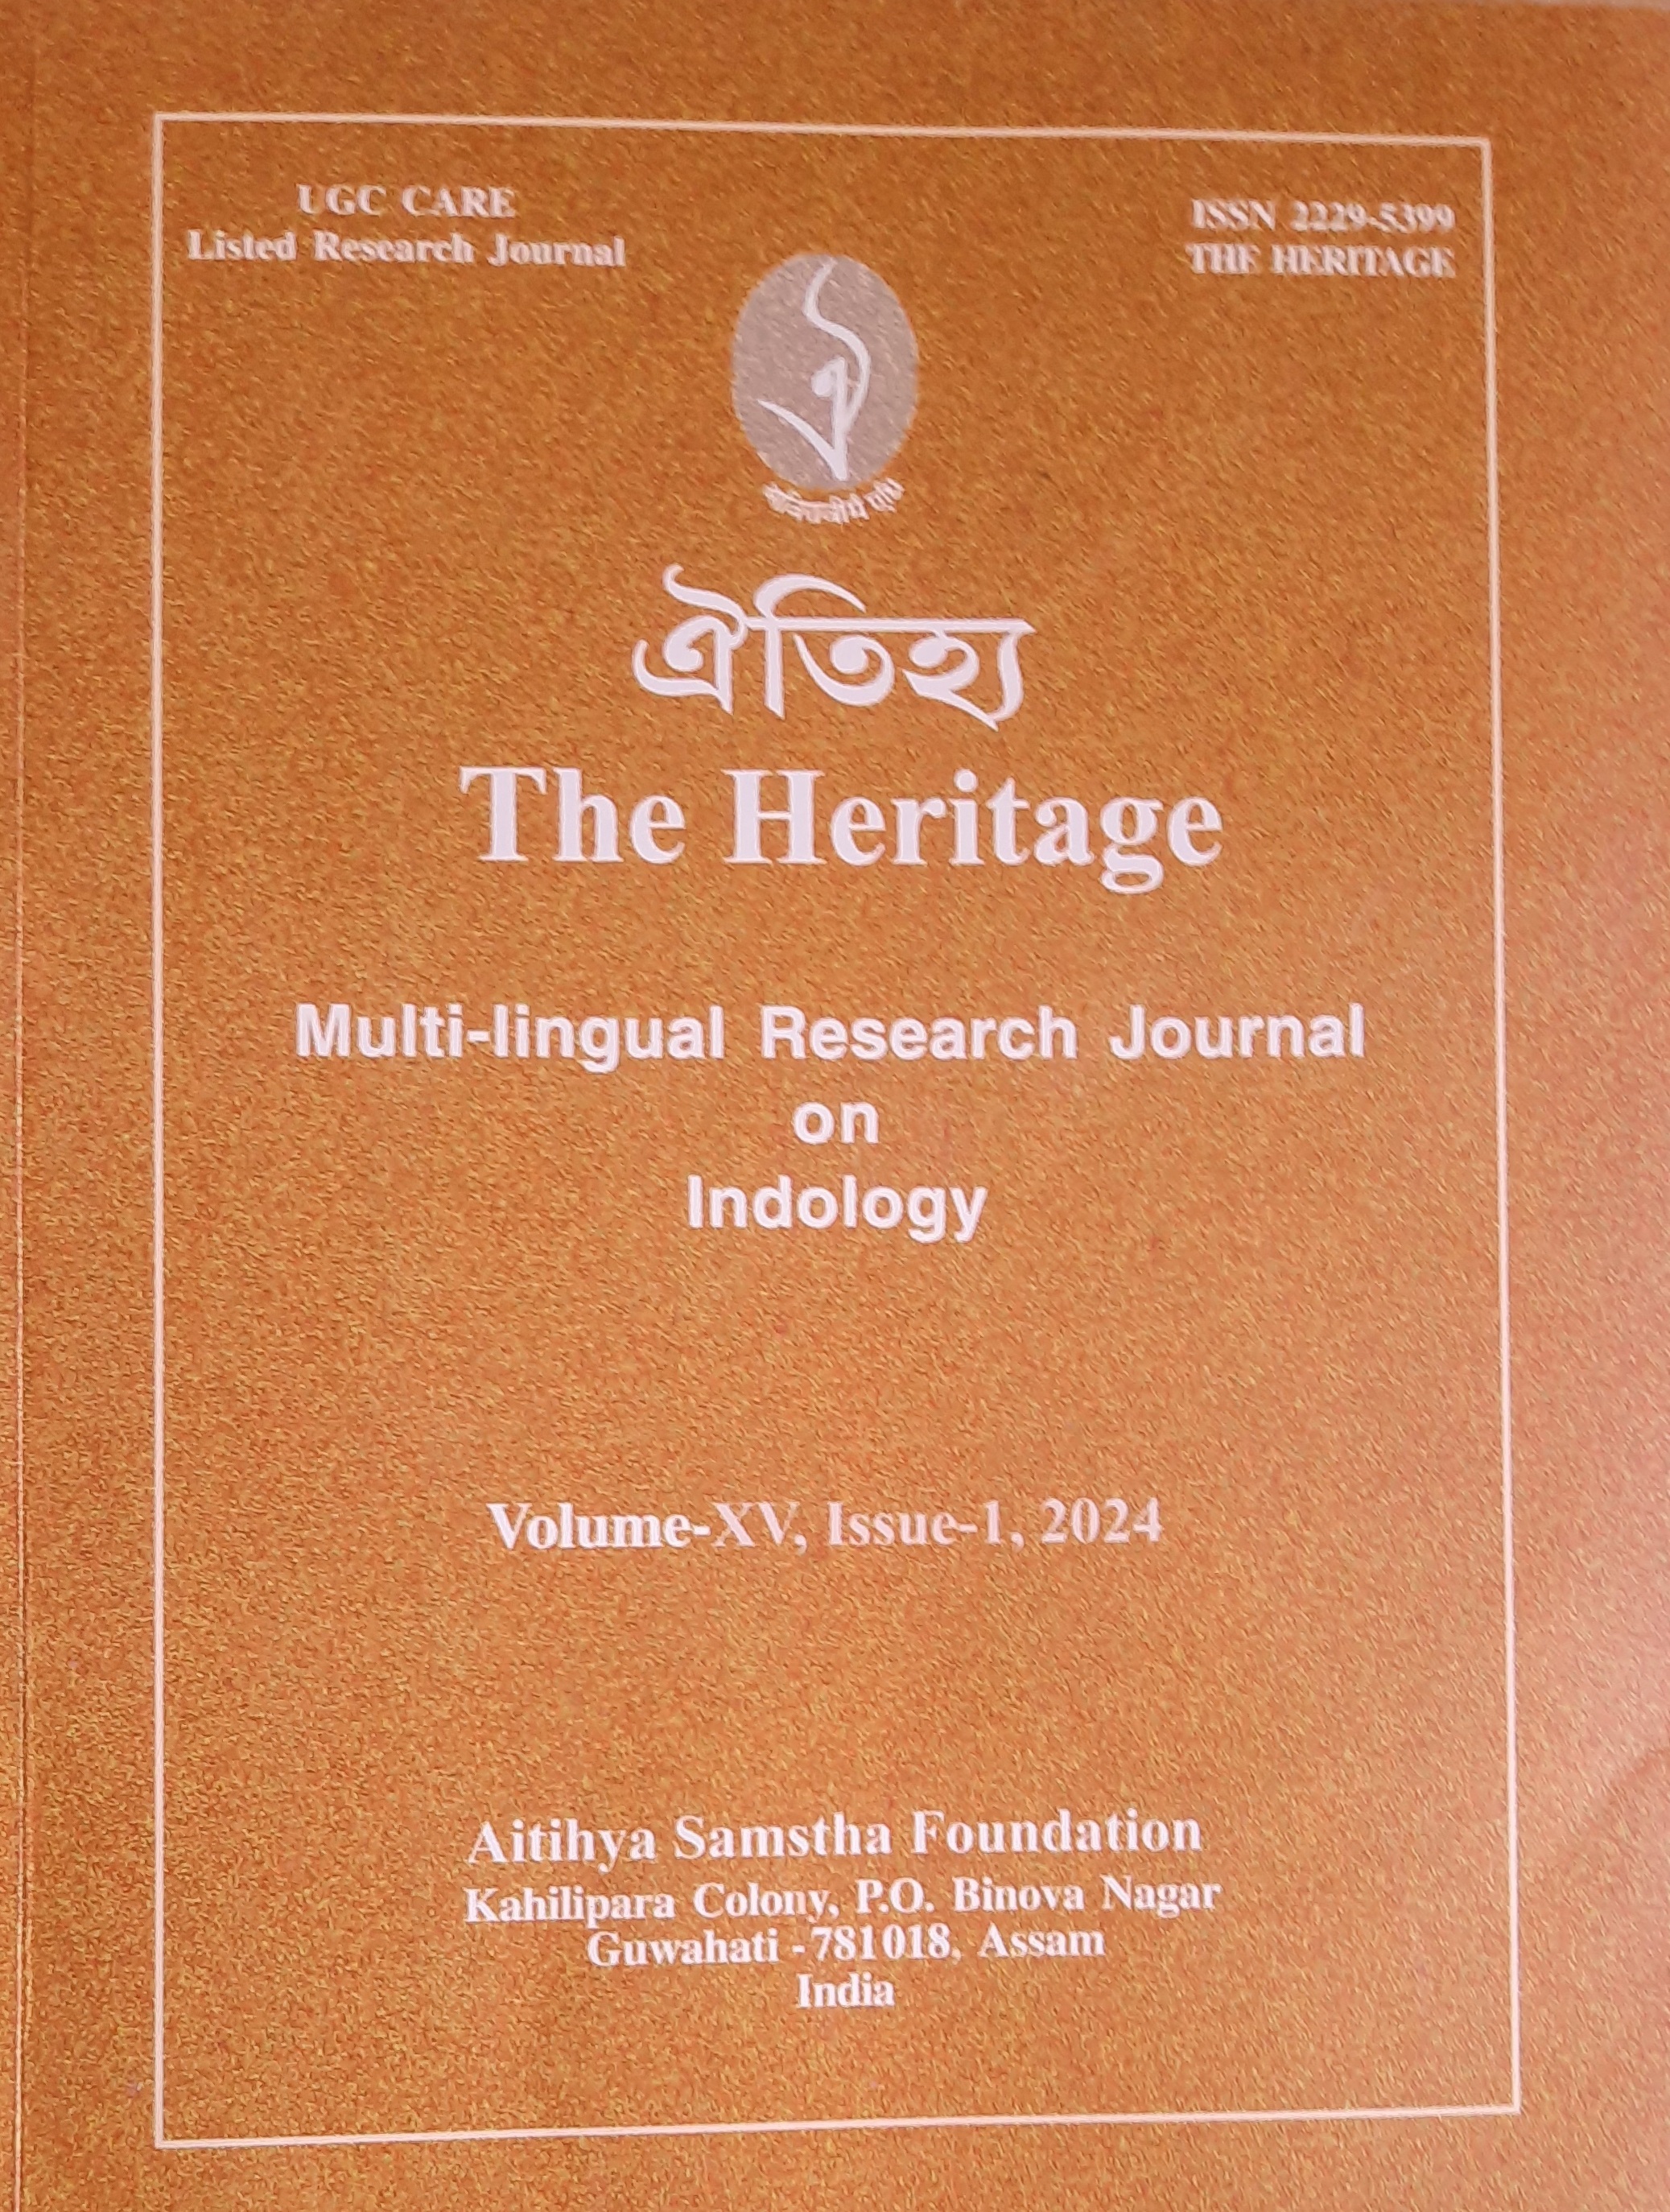 UGC CARE
Listed Research Journal
ISSN 2229-5399
THE HERITAGE
ঐতিহ্য
The Heritage
Multi-lingual Research Journal
on
Indology
Volume-XV, Issue-1, 2024
Aitihya Samstha Foundation
Kahilipara Colony, P.O. Binova Nagar
Guwahati - 781018, Assam
India